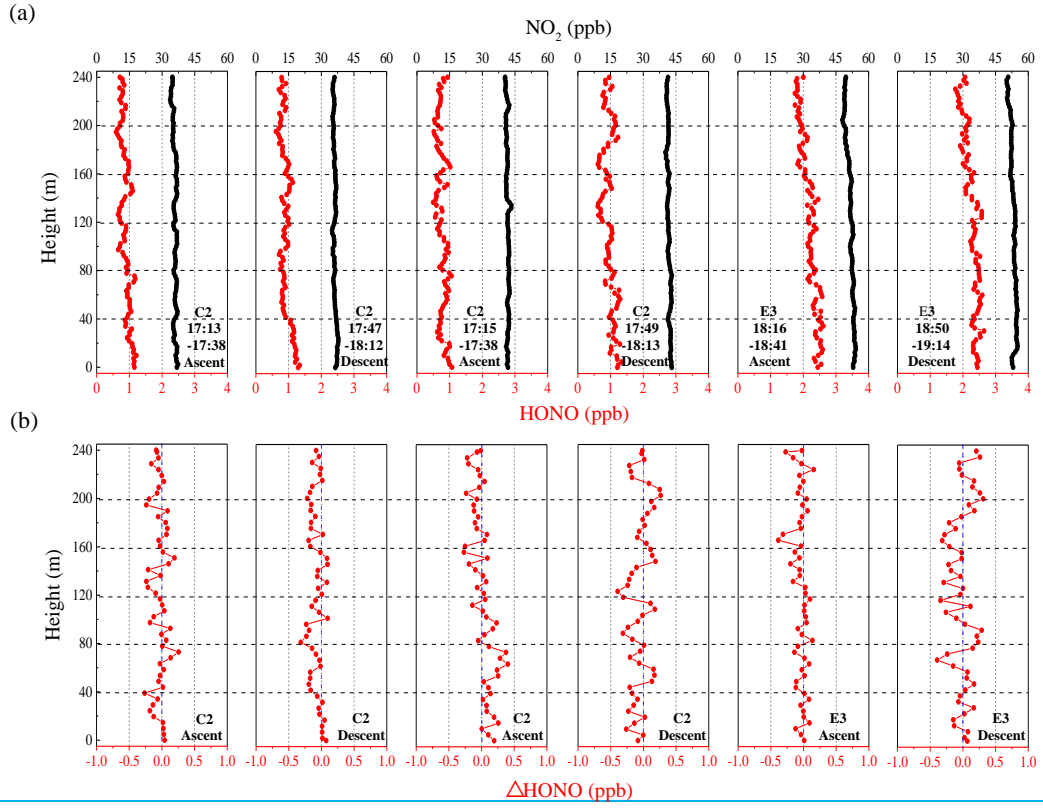 (a)
NO2 (ppb)
0 15 30 45 60 0 15 30 45 60 0 15 30 45 60 0 15 30 45 60 0 15 30 45 60 0 15 30 45 60
240
200
160
120
80
40
0
Height (m)
C2
17:13
-17:38
Ascent
C2
17:47
-18:12
Descent
C2
17:15
-17:38
Ascent
C2
17:49
-18:13
Descent
E3
18:16
-18:41
Ascent
E3
18:50
-19:14
Descent
0 1 2 3 4 0 1 2 3 4 0 1 2 3 4 0 1 2 3 4 0 1 2 3 4 0 1 2 3 4
HONO (ppb)
(b)
240
200
160
120
80
40
0
Height (m)
C2
Ascent
C2
Descent
C2
Ascent
C2
Descent
E3
Ascent
E3
Descent
-1.0 -0.5 0.0 0.5 1.0 -1.0 -0.5 0.0 0.5 1.0 -1.0 -0.5 0.0 0.5 1.0 -1.0 -0.5 0.0 0.5 1.0 -1.0 -0.5 0.0 0.5 1.0 -1.0 -0.5 0.0 0.5 1.0
△HONO (ppb)